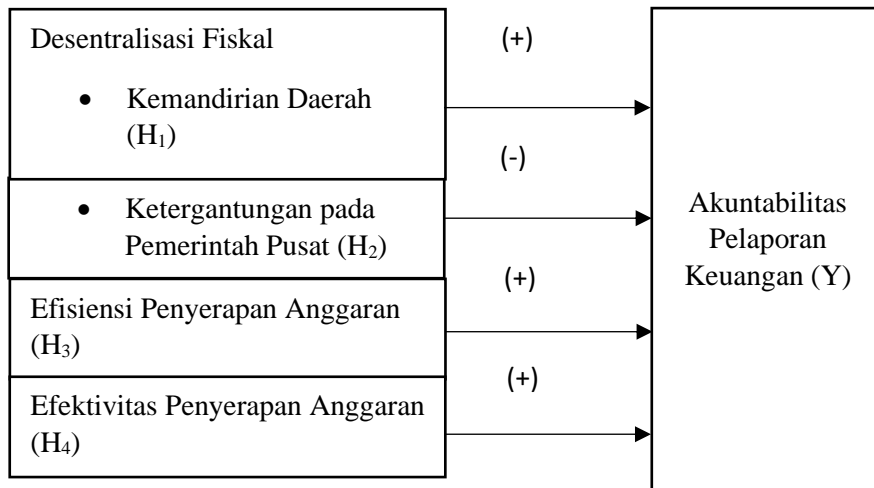 Desentralisasi Fiskal
• Kemandirian Daerah
(H₁)
(+)
• Ketergantungan pada
Pemerintah Pusat (H₂)
(-)
Efisiensi Penyerapan Anggaran
(H₃)
(+)
Efektivitas Penyerapan Anggaran
(H₄)
(+)
Akuntabilitas
Pelaporan
Keuangan (Y)